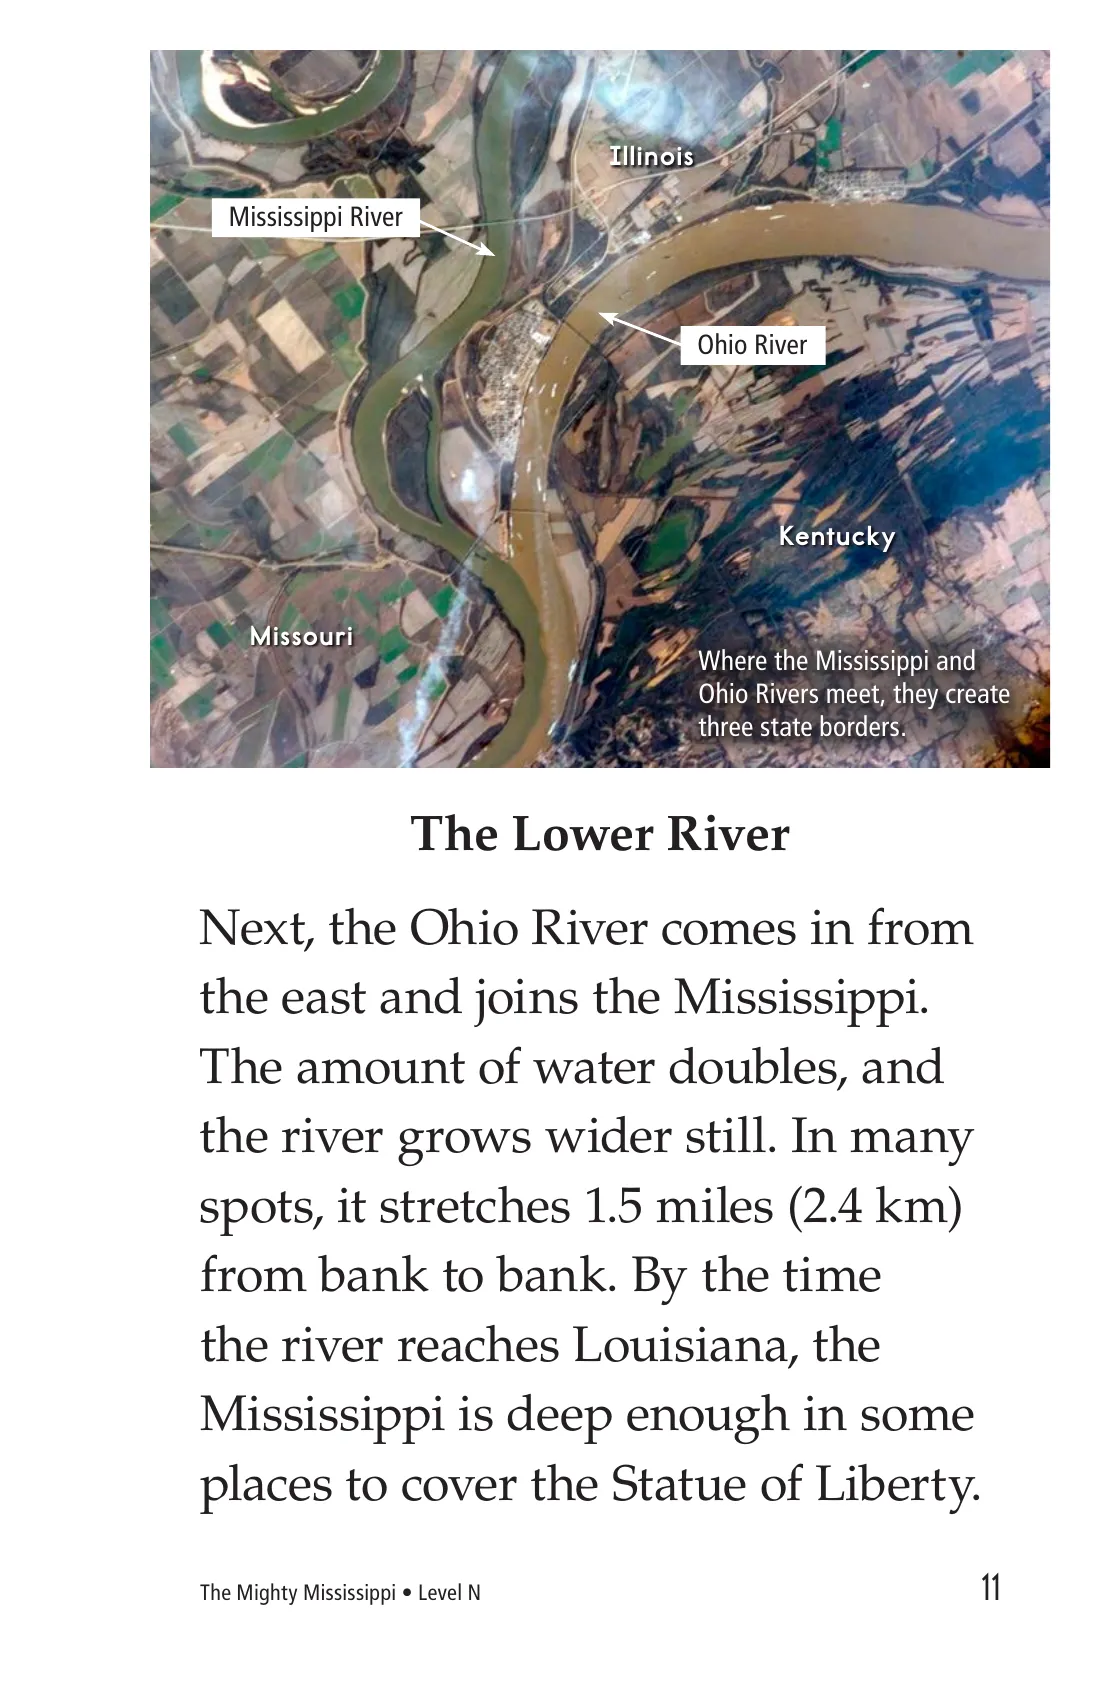 Illinois
Mississippi River
Ohio River
Kentucky
Missouri
Where the Mississippi and
Ohio Rivers meet, they create
three state borders.
The Lower River
Next, the Ohio River comes in from
the east and joins the Mississippi.
The amount of water doubles, and
the river grows wider still. In many
spots, it stretches 1.5 miles (2.4 km)
from bank to bank. By the time
the river reaches Louisiana, the
Mississippi is deep enough in some
places to cover the Statue of Liberty.
The Mighty Mississippi • Level N
11